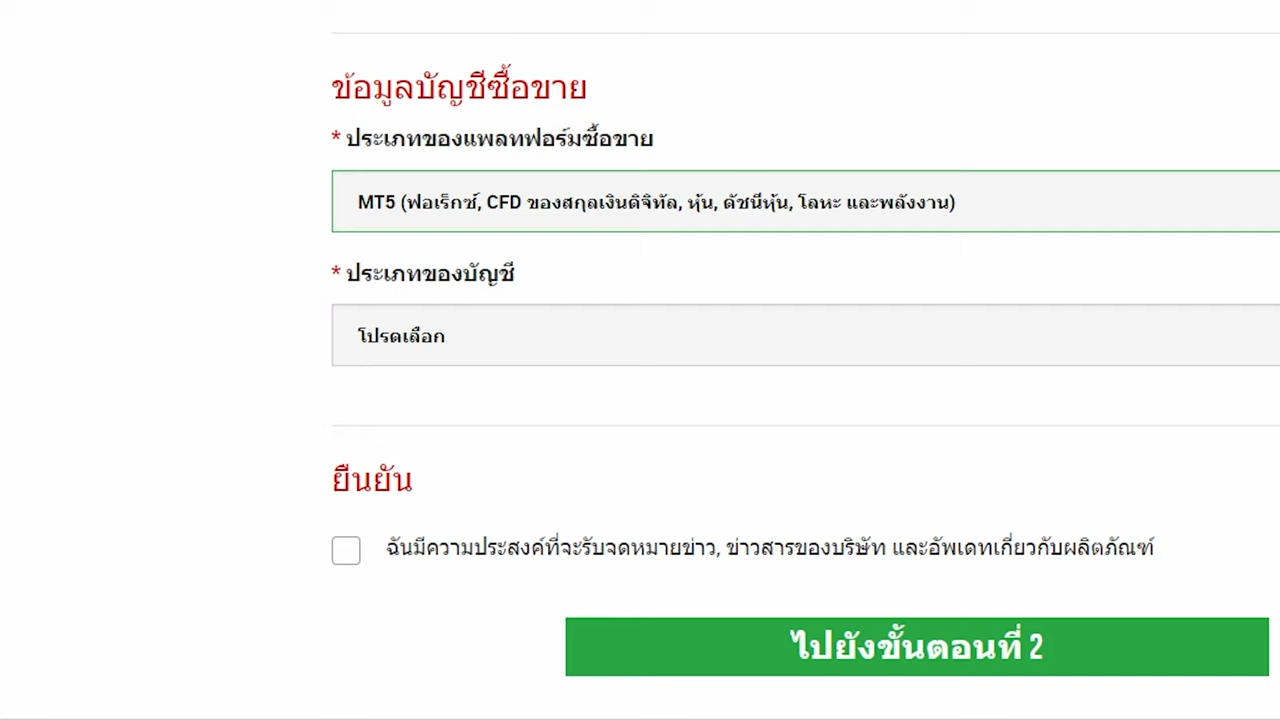 ข้อมูลบัญชีซื้อขาย
* ประเภทของแพลทฟอร์มซื้อขาย
MT5 (ฟอเร็กซ์, CFD ของสกุลเงินดิจิทัล, หุ้น, ดัชนีหุ้น, โลหะ และพลังงาน)
* ประเภทของบัญชี
โปรดเลือก
ยืนยัน
ฉันมีความประสงค์ที่จะรับจดหมายข่าว, ข่าวสารของบริษัท และอัพเดทเกี่ยวกับผลิตภัณฑ์
ไปยังขั้นตอนที่ 2